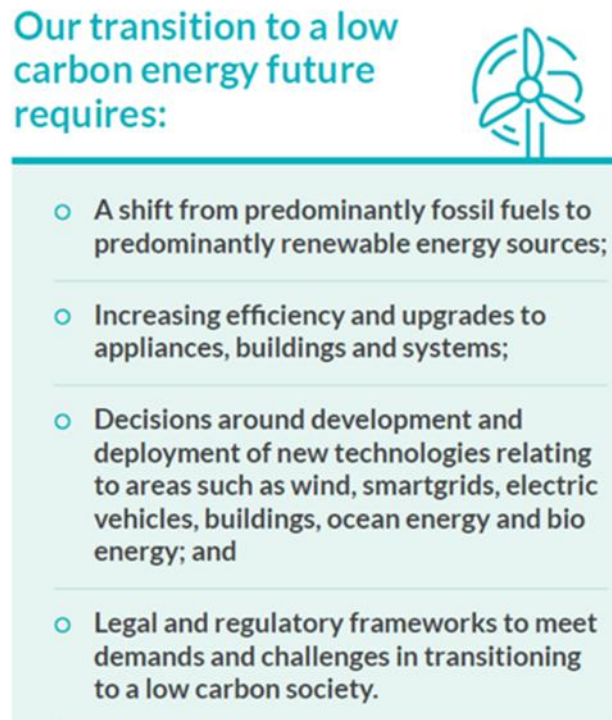 Our transition to a low
carbon energy future
requires:
A shift from predominantly fossil fuels to
predominantly renewable energy sources;
Increasing efficiency and upgrades to
appliances, buildings and systems;
Decisions around development and
deployment of new technologies relating
to areas such as wind, smartgrids, electric
vehicles, buildings, ocean energy and bio
energy; and
Legal and regulatory frameworks to meet
demands and challenges in transitioning
to a low carbon society.